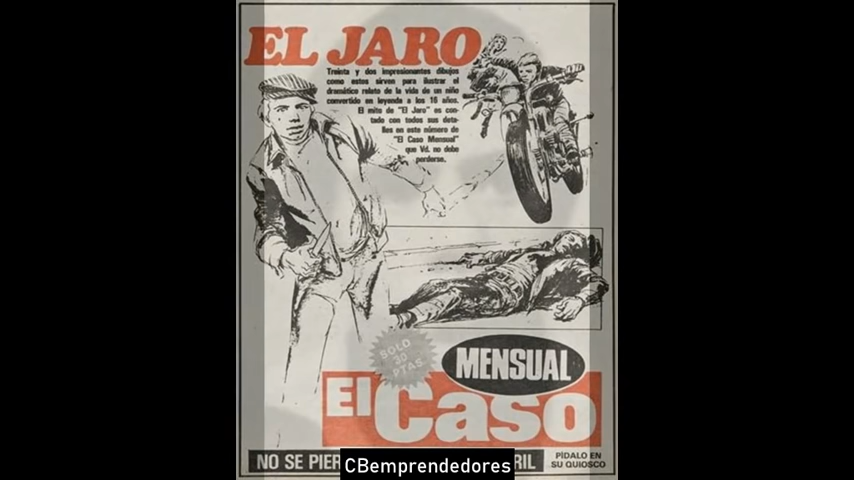 EL JARO
Treinta y dos impresionantes dibujos
como estos sirven para ilustrar el
dramático relato de la vida de un niño
convertido en leyenda a los 16 años.
El mito de "El Jaro" es con-
tado con todos sus deta-
lles en este número de
"El Caso Mensual"
que Vd. no debe
perderse.
SOLO
30
PTAS.
MENSUAL
El Caso
NO SE PIER
RIL
PÍDALO EN
SU QUIOSCO
CBemprendedores